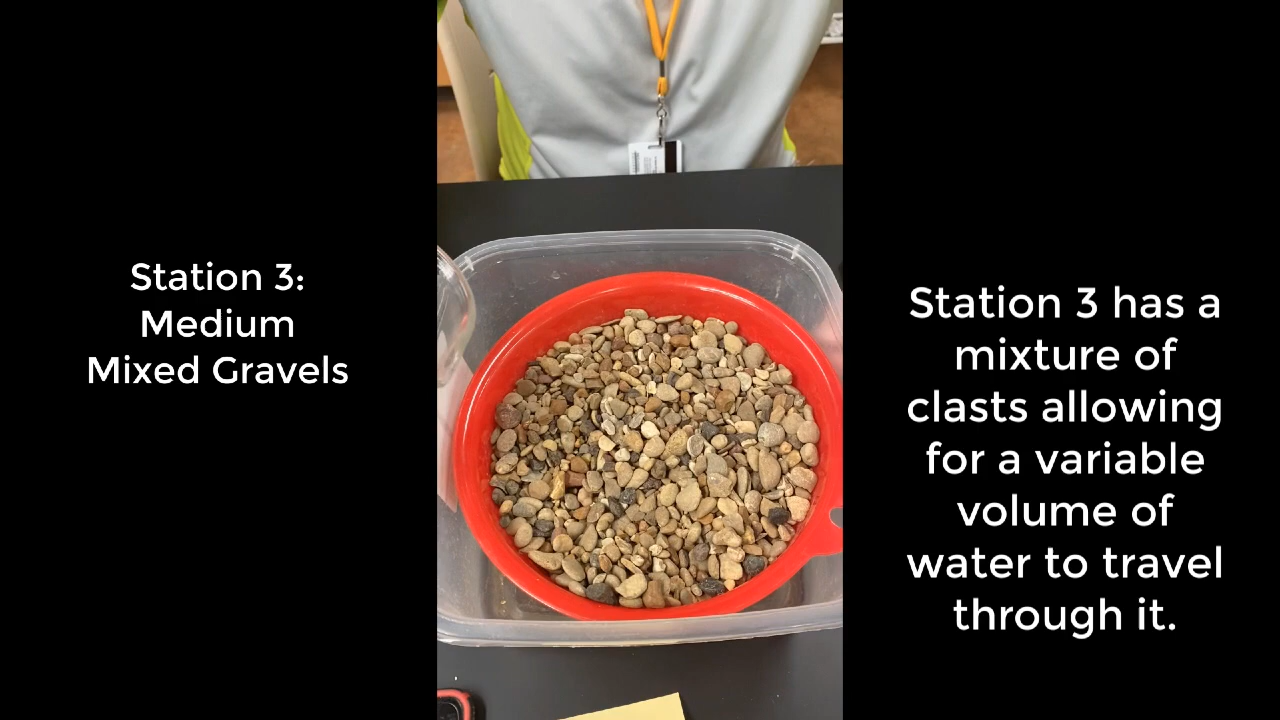 Station 3:
Medium
Mixed Gravels
Station 3 has a
mixture of
clasts allowing
for a variable
volume of
water to travel
through it.